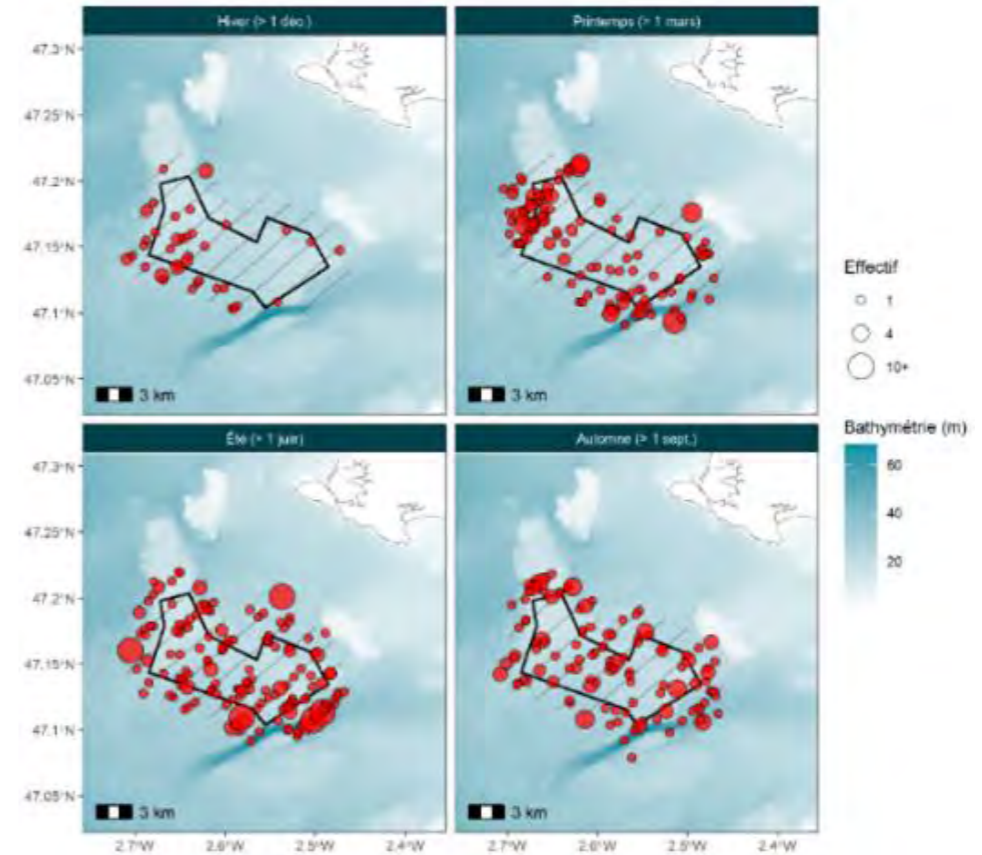 Hiver (> 1 déc.)
Printemps (> 1 mars)
47.3°N
47.25°N
47.2°N
47.15°N
47.1°N
47.05°N
3 km
3 km
Effectif
1
4
10+
Bathymétrie (m)
60
40
20
Été (> 1 juin)
Automne (> 1 sept.)
47.3°N
47.25°N
47.2°N
47.15°N
47.1°N
47.05°N
3 km
3 km
2.7°W
2.6°W
2.5°W
2.4°W
2.7°W
2.6°W
2.5°W
2.4°W